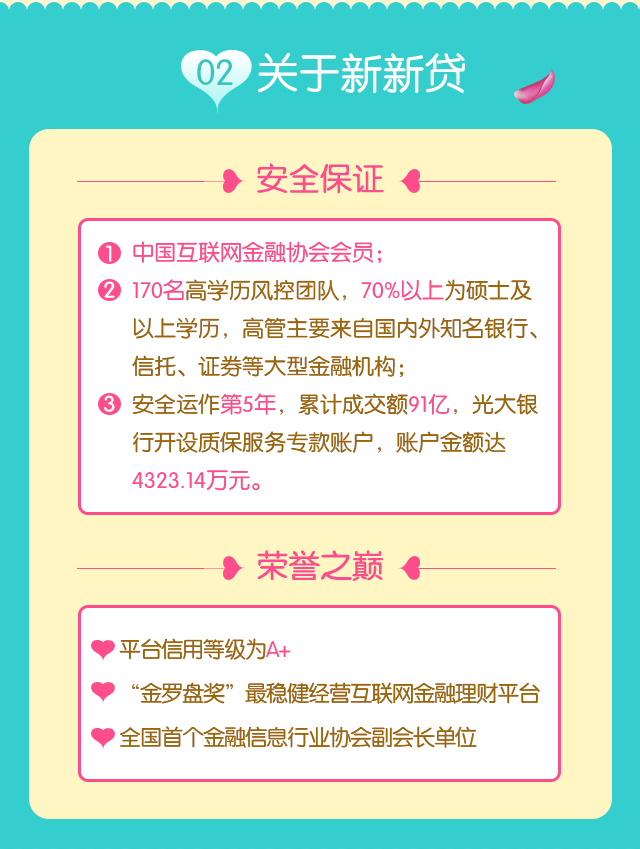 02 关于新新贷
安全保证
1 中国互联网金融协会会员；
2 170名高学历风控团队，70%以上为硕士及
以上学历，高管主要来自国内外知名银行、
信托、证券等大型金融机构；
3 安全运作第5年，累计成交额91亿，光大银
行开设质保服务专款账户，账户金额达
4323.14万元。
荣誉之巅
平台信用等级为A+
“金罗盘奖”最稳健经营互联网金融理财平台
全国首个金融信息行业协会副会长单位